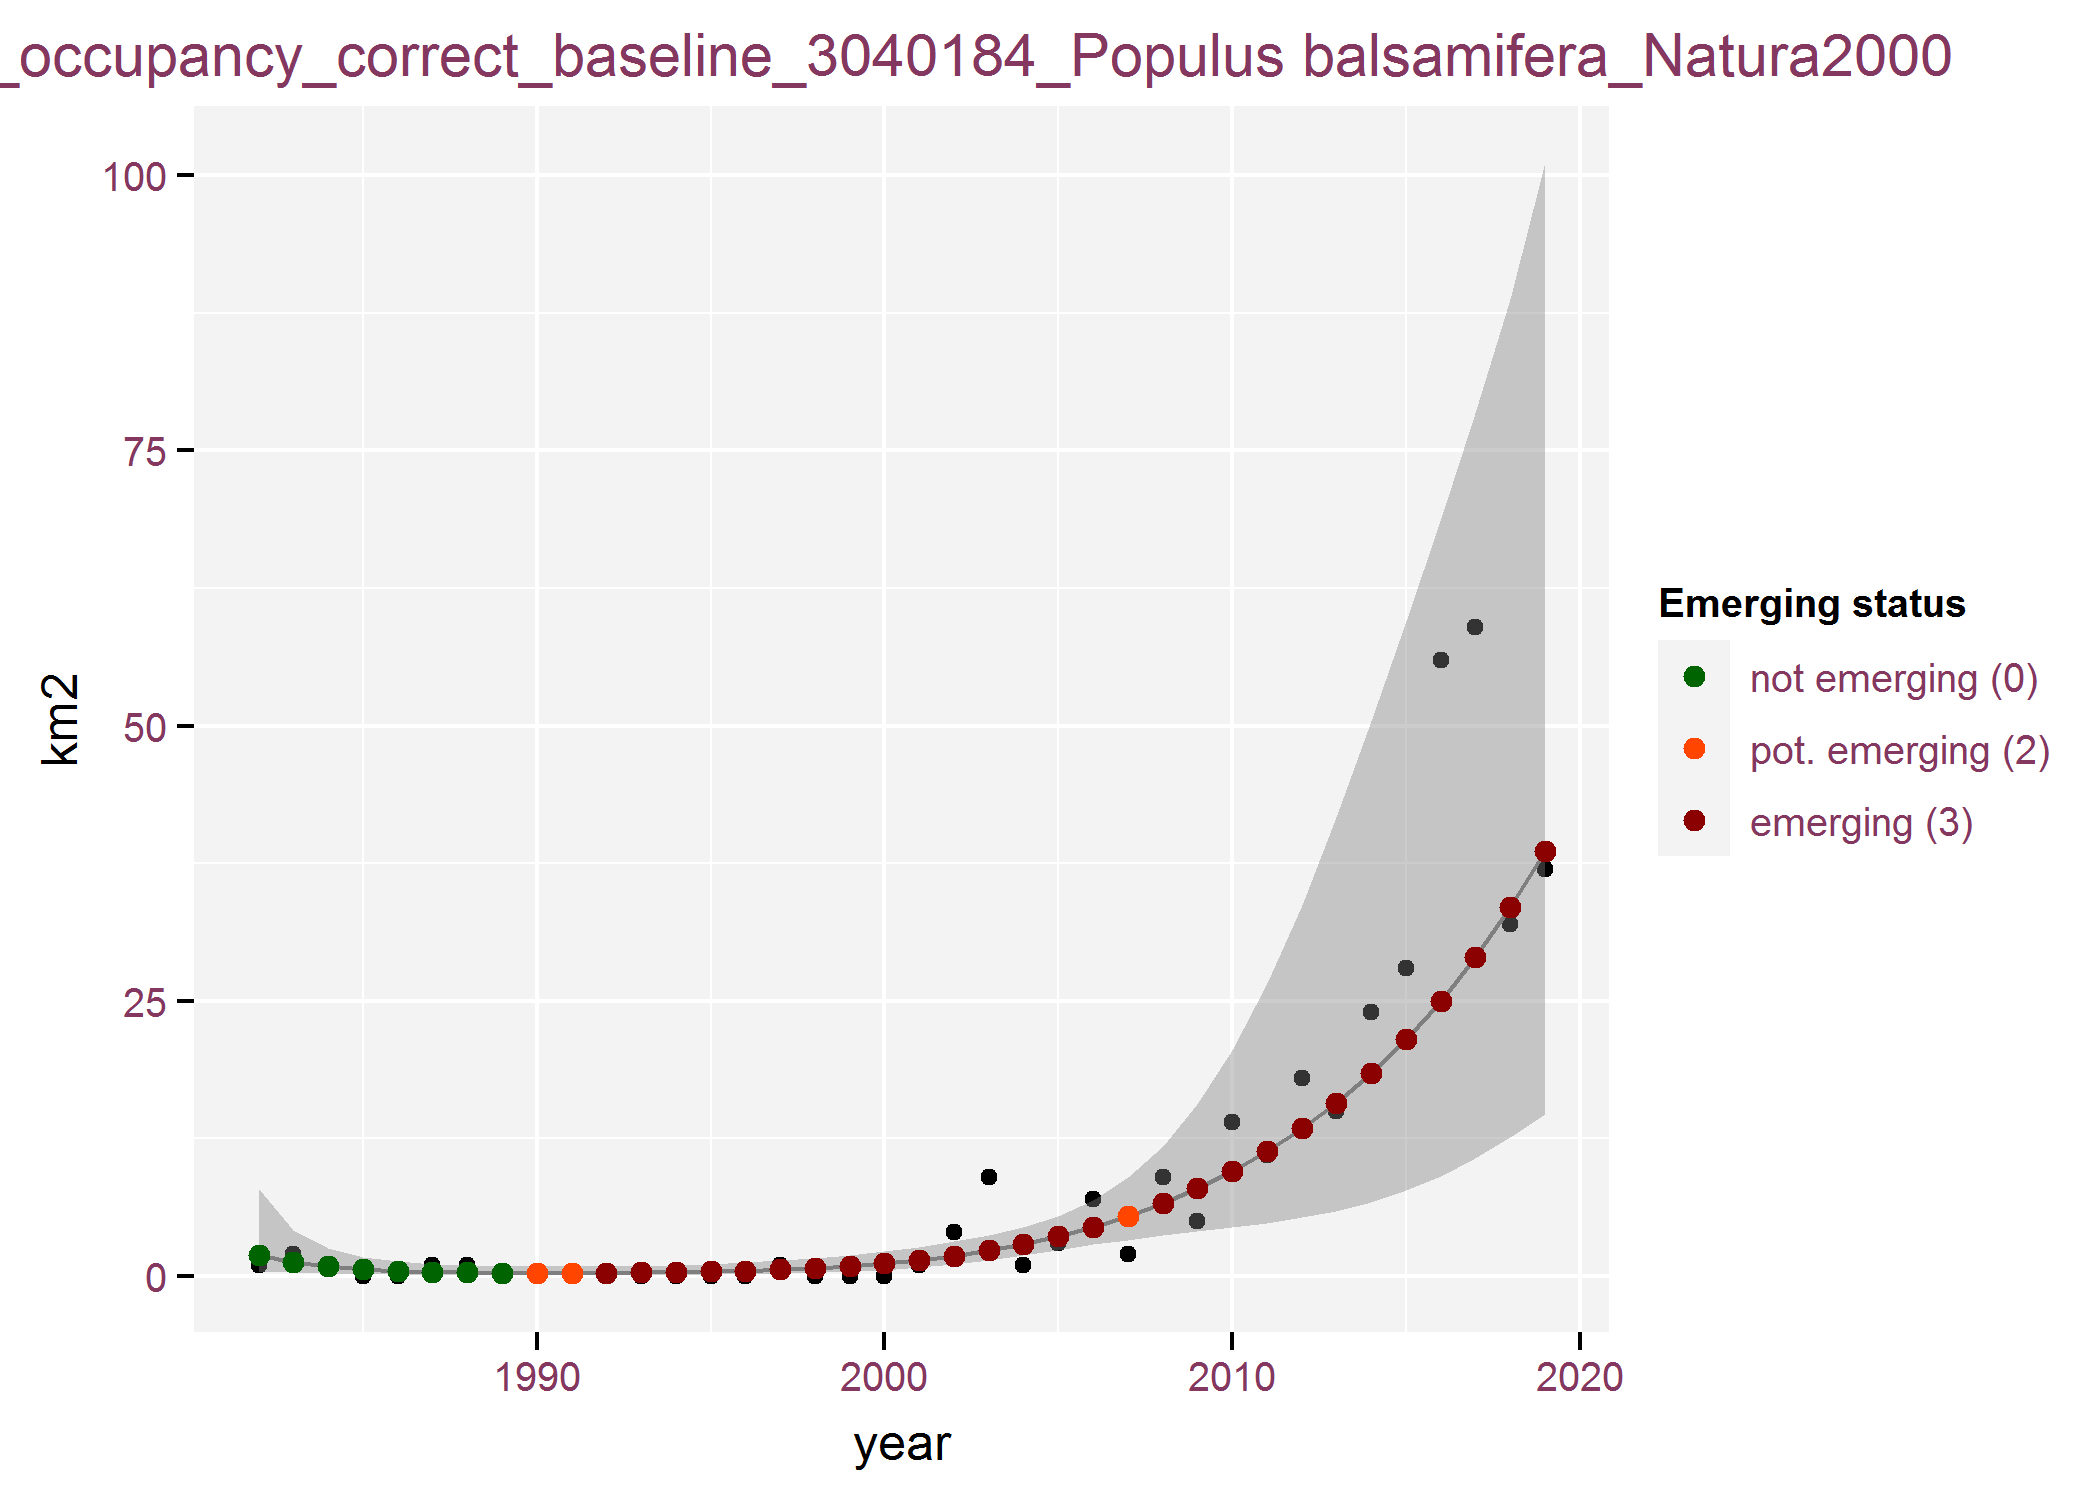 _occupancy_correct_baseline_3040184_Populus balsamifera_Natura2000
100
75
50
25
0
km2
1990 2000 2010 2020
year
Emerging status
not emerging (0)
pot. emerging (2)
emerging (3)